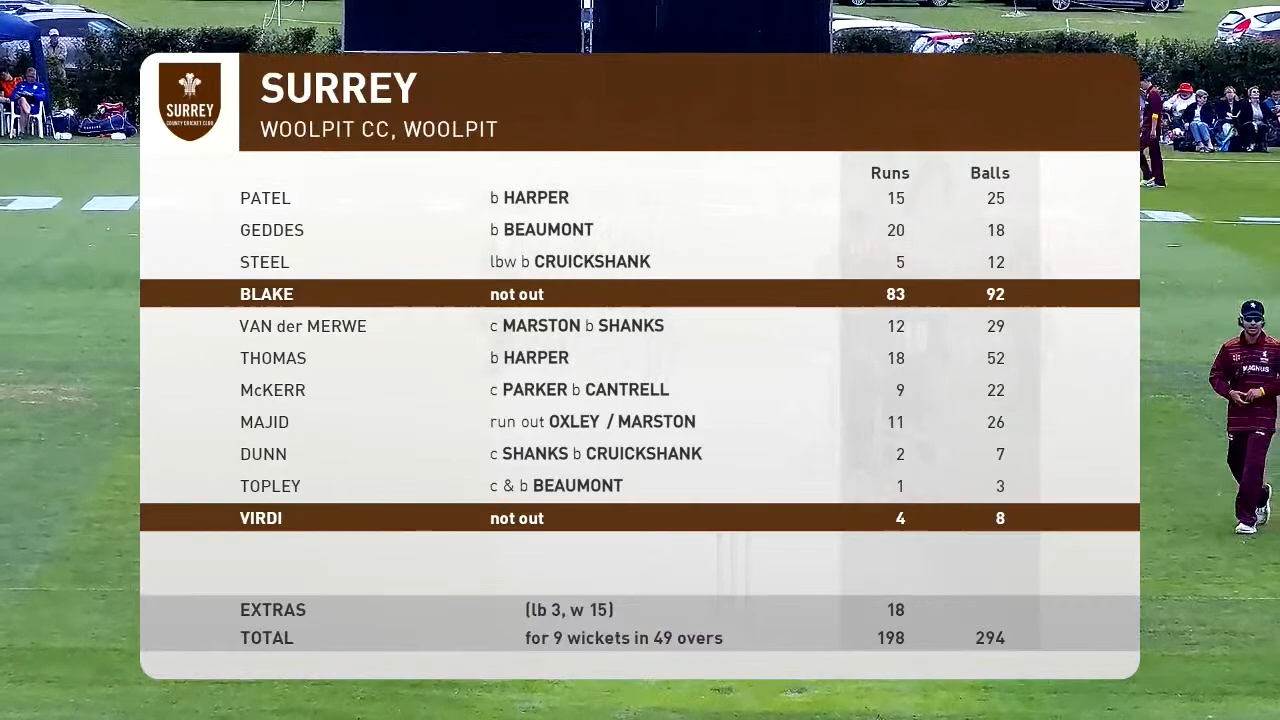 SURREY
COUNTY CRICKET CLUB
SURREY
WOOLPIT CC, WOOLPIT
Runs Balls
PATEL b HARPER 15 25
GEDDES b BEAUMONT 20 18
STEEL lbw b CRUICKSHANK 5 12
BLAKE not out 83 92
VAN der MERWE c MARSTON b SHANKS 12 29
THOMAS b HARPER 18 52
McKERR c PARKER b CANTRELL 9 22
MAJID run out OXLEY / MARSTON 11 26
DUNN c SHANKS b CRUICKSHANK 2 7
TOPLEY c & b BEAUMONT 1 3
VIRDI not out 4 8
EXTRAS (lb 3, w 15) 18
TOTAL for 9 wickets in 49 overs 198 294
MAGNUS